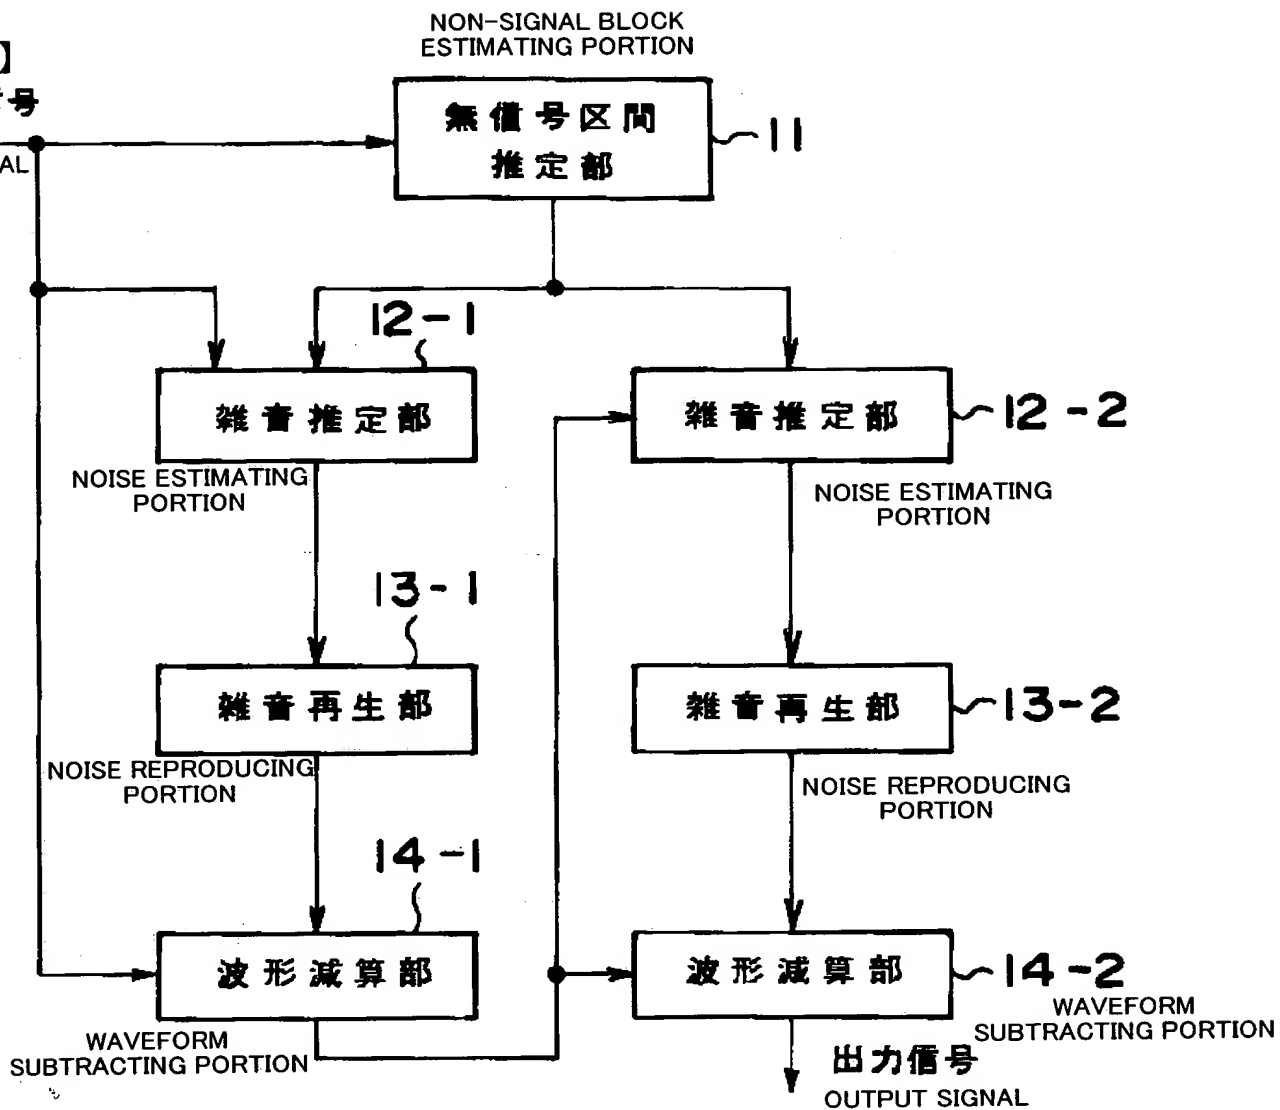 NON-SIGNAL BLOCK
ESTIMATING PORTION
】
号
AL
無信号区間
推定部
11
12-1
雑音推定部
NOISE ESTIMATING
PORTION
雑音推定部
12-2
NOISE ESTIMATING
PORTION
13-1
雑音再生部
NOISE REPRODUCING
PORTION
雑音再生部
13-2
NOISE REPRODUCING
PORTION
14-1
波形減算部
WAVEFORM
SUBTRACTING PORTION
波形減算部
14-2
WAVEFORM
SUBTRACTING PORTION
出力信号
OUTPUT SIGNAL